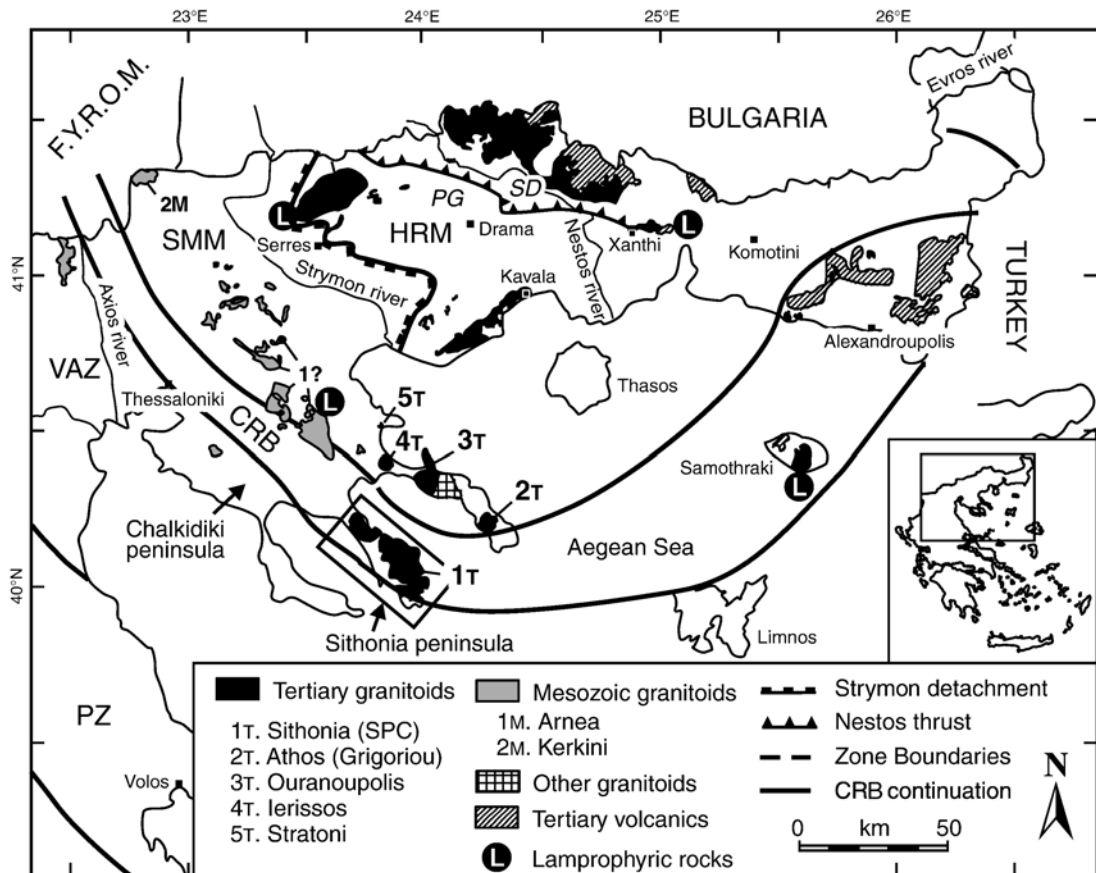 23°E
24°E
25°E
26°E
F.Y.R.O.M.
BULGARIA
Evros river
2M
SMM
PG
SD
HRM
Drama
Serres
Xanthi
Komotini
TURKEY
41°N
Strymon river
Nestos river
Kavala
Axios river
Alexandroupolis
VAZ
1?
Thessaloniki
CRB
Thasos
5T
4T
3T
2T
Samothraki
Chalkidiki
peninsula
Aegean Sea
40°N
1T
Sithonia peninsula
Limnos
PZ
Volos
L
L
L
L
Tertiary granitoids
1T. Sithonia (SPC)
2T. Athos (Grigoriu)
3T. Ouranoupolis
4T. Ierissos
5T. Stratoni
Mesozoic granitoids
1M. Arnea
2M. Kerkini
Other granitoids
Tertiary volcanics
L Lamprophyric rocks
Strymon detachment
Nestos thrust
Zone Boundaries
CRB continuation
N
0 km 50